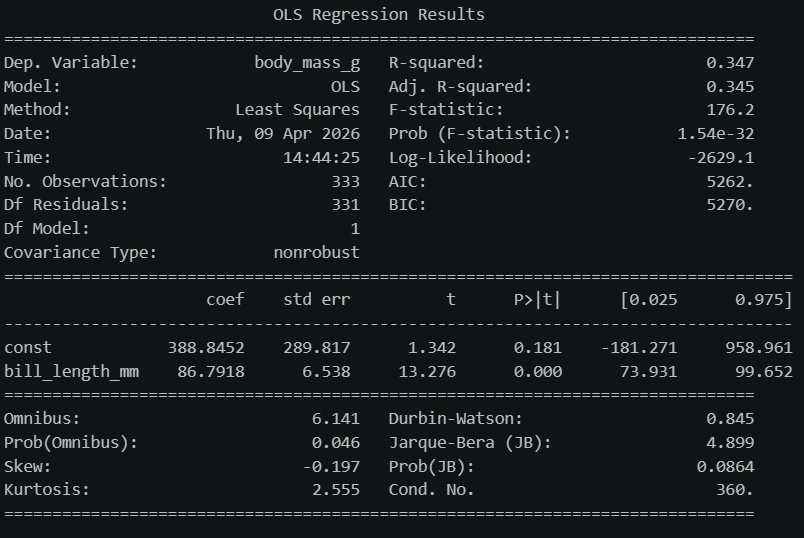 OLS Regression Results
==============================================================================
Dep. Variable:            body_mass_g   R-squared:                       0.347
Model:                            OLS   Adj. R-squared:                  0.345
Method:                 Least Squares   F-statistic:                     176.2
Date:                Thu, 09 Apr 2026   Prob (F-statistic):           1.54e-32
Time:                        14:44:25   Log-Likelihood:                -2629.1
No. Observations:                 333   AIC:                             5262.
Df Residuals:                     331   BIC:                             5270.
Df Model:                           1
Covariance Type:            nonrobust
==================================================================================
                     coef    std err          t      P>|t|      [0.025      0.975]
----------------------------------------------------------------------------------
const            388.8452    289.817      1.342      0.181    -181.271     958.961
bill_length_mm    86.7918      6.538     13.276      0.000      73.931      99.652
==============================================================================
Omnibus:                        6.141   Durbin-Watson:                   0.845
Prob(Omnibus):                  0.046   Jarque-Bera (JB):                4.899
Skew:                          -0.197   Prob(JB):                       0.0864
Kurtosis:                       2.555   Cond. No.                         360.
==============================================================================